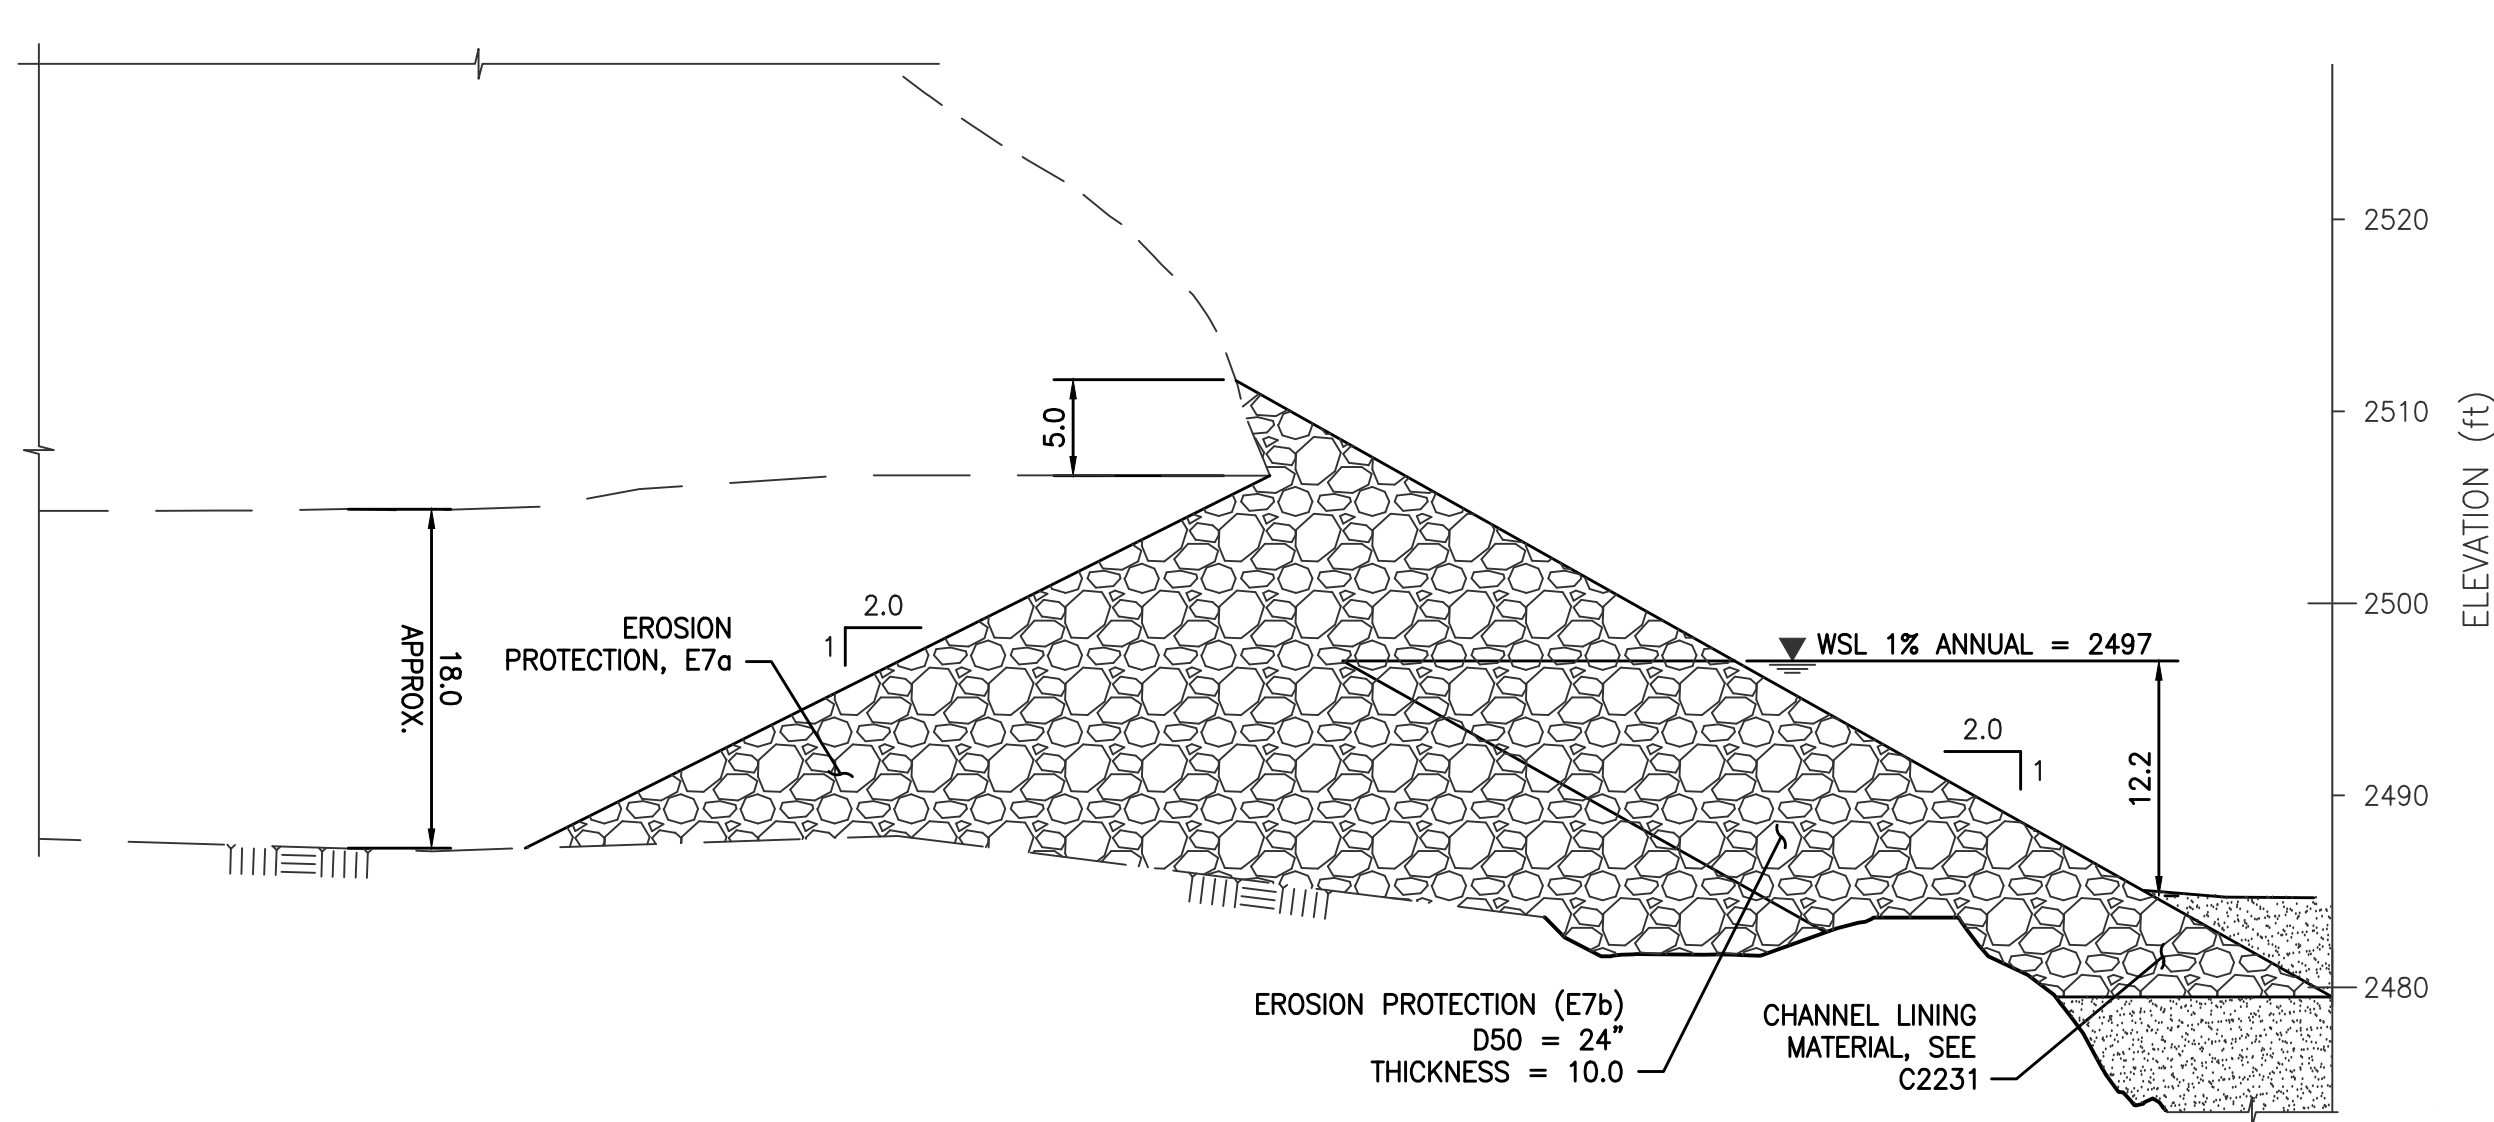 2520
2510
5.0
ELEVATION (ft)
2500
2.0
1
EROSION
PROTECTION, E7a
WSL 1% ANNUAL = 2497
18.0
APPROX.
2.0
1
12.2
2490
2480
EROSION PROTECTION (E7b)
D50 = 24"
THICKNESS = 10.0
CHANNEL LINING
MATERIAL, SEE
C2231